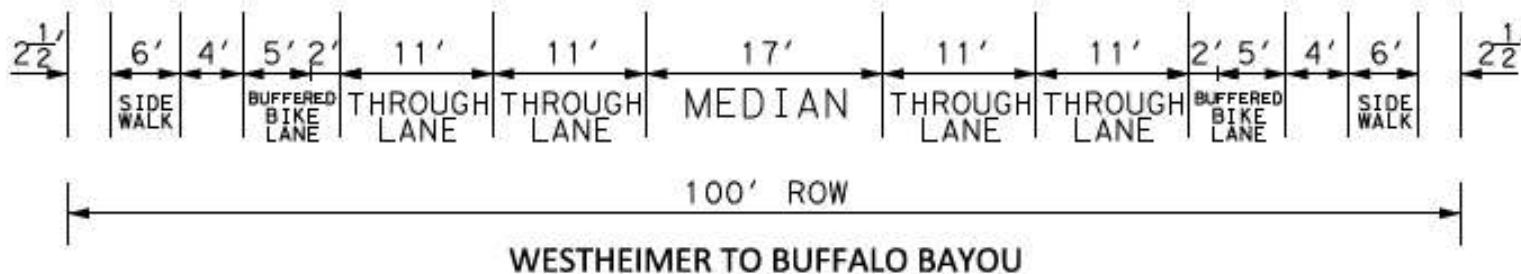 2 1/2' 6' 4' 5' 2' 11' 11' 17' 11' 11' 2' 5' 4' 6' 2 1/2'
SIDE WALK BUFFERED BIKE LANE THROUGH LANE THROUGH LANE MEDIAN THROUGH LANE THROUGH LANE BUFFERED BIKE LANE SIDE WALK
100' ROW
WESTHEIMER TO BUFFALO BAYOU